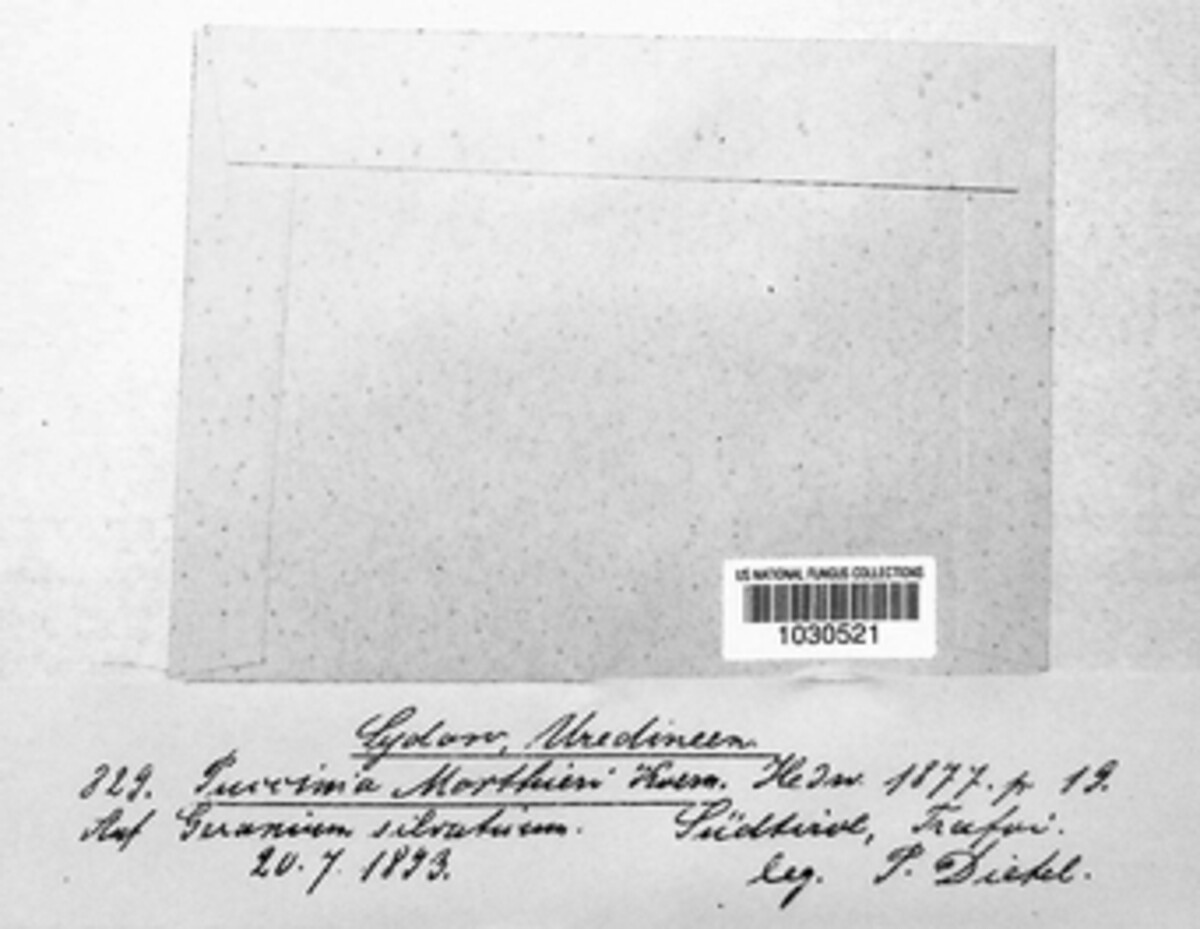 US NATIONAL FUNGUS COLLECTIONS
1030521
Sydow, Uredineen.
829. Puccinia Morthieri Koern. Hedw. 1877. p 19.
Auf Geranium silvaticum. Südtirol, Trafoi.
20. 7. 1893. leg. P. Dietel.